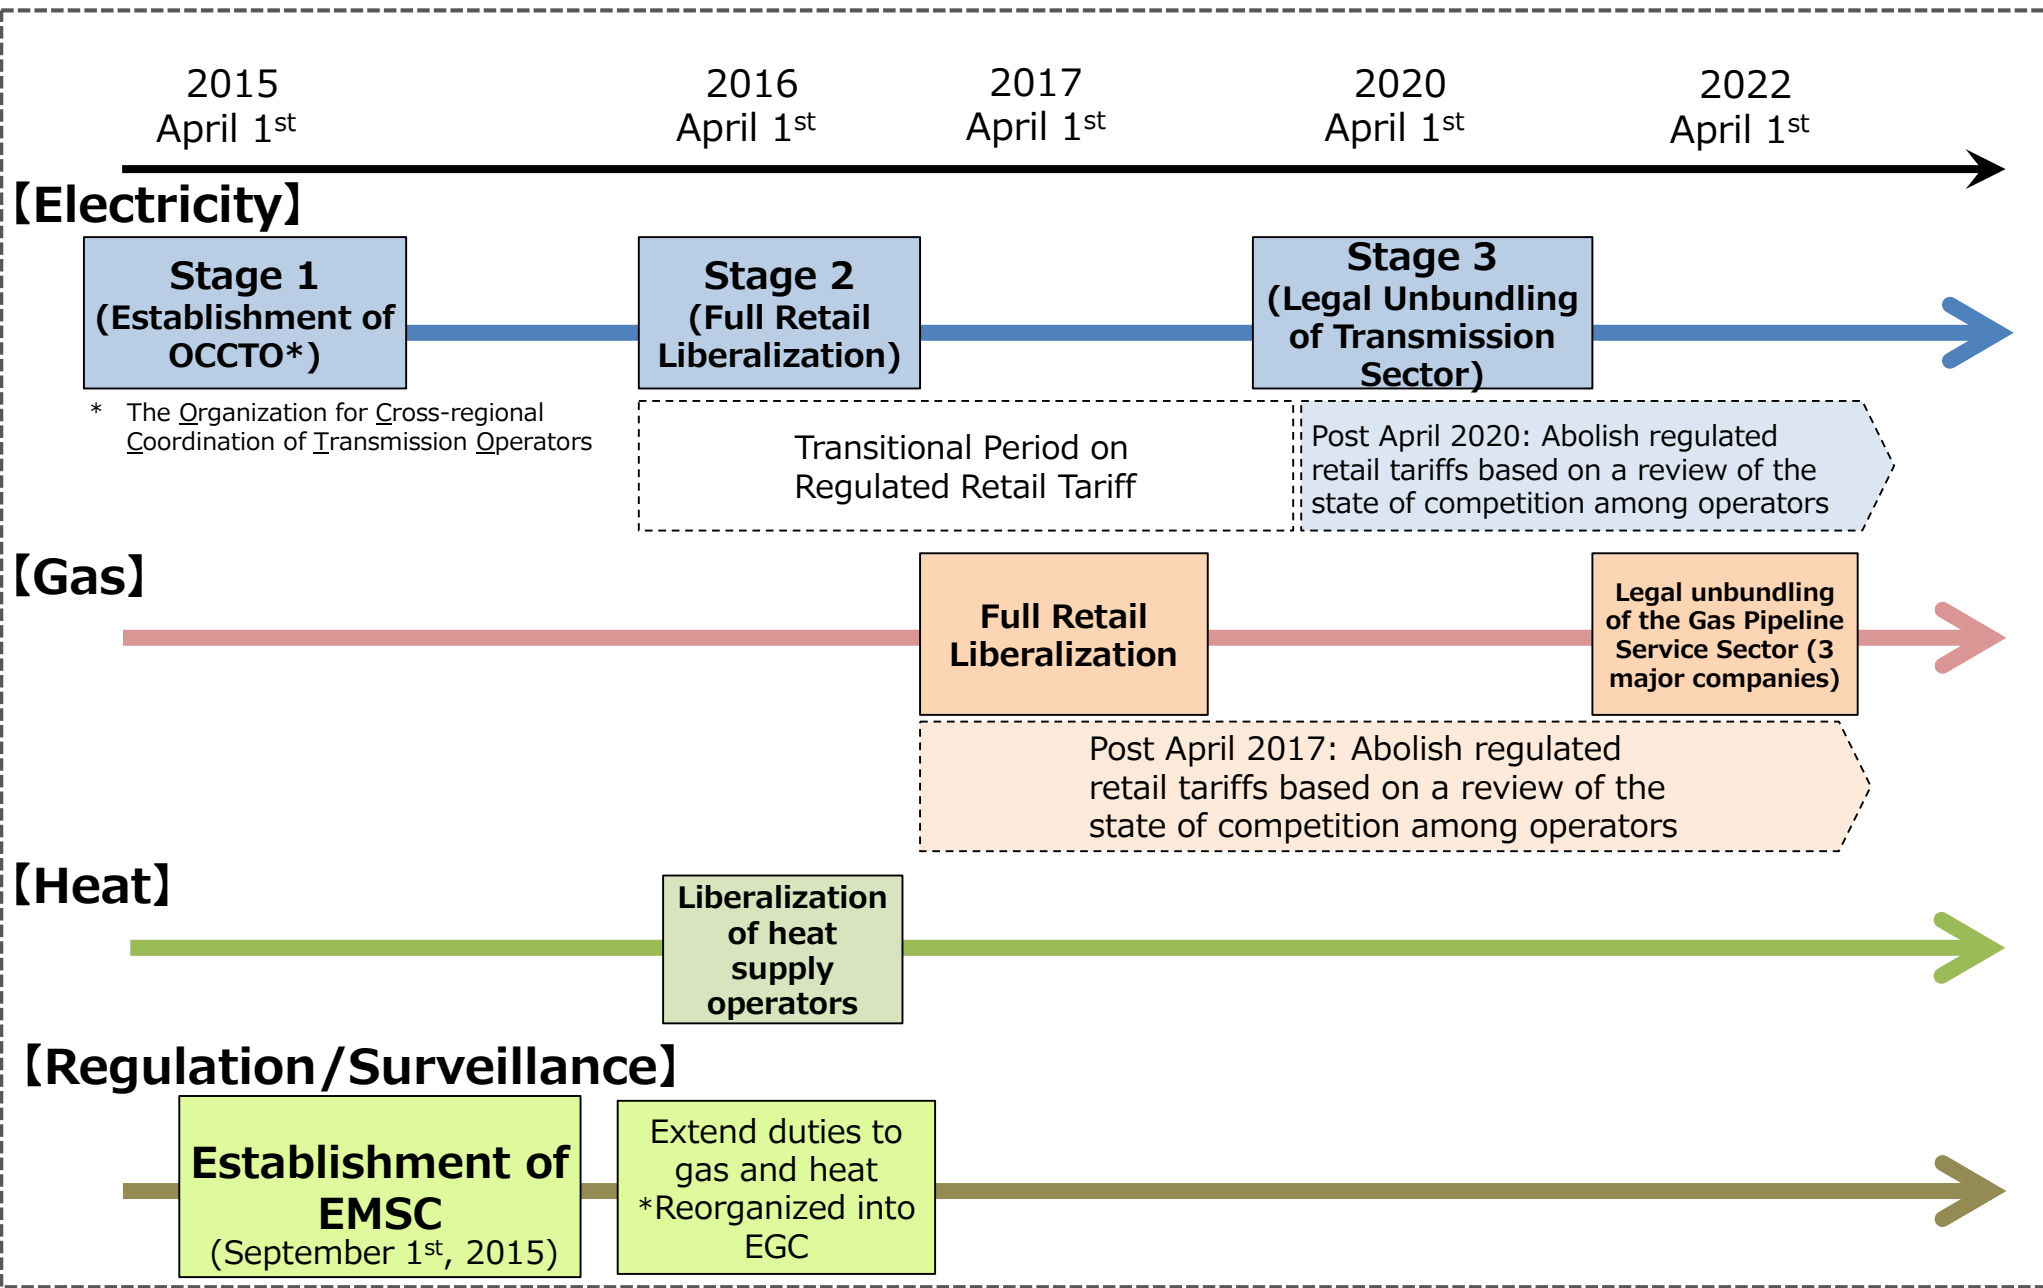 2015
April 1st
2016
April 1st
2017
April 1st
2020
April 1st
2022
April 1st
【Electricity】
Stage 1
(Establishment of
OCCTO*)
Stage 2
(Full Retail
Liberalization)
Stage 3
(Legal Unbundling
of Transmission
Sector)
* The Organization for Cross-regional
Coordination of Transmission Operators
Transitional Period on
Regulated Retail Tariff
Post April 2020: Abolish regulated
retail tariffs based on a review of the
state of competition among operators
【Gas】
Full Retail
Liberalization
Legal unbundling
of the Gas Pipeline
Service Sector (3
major companies)
Post April 2017: Abolish regulated
retail tariffs based on a review of the
state of competition among operators
【Heat】
Liberalization
of heat
supply
operators
【Regulation/Surveillance】
Establishment of
EMSC
(September 1st, 2015)
Extend duties to
gas and heat
*Reorganized into
EGC